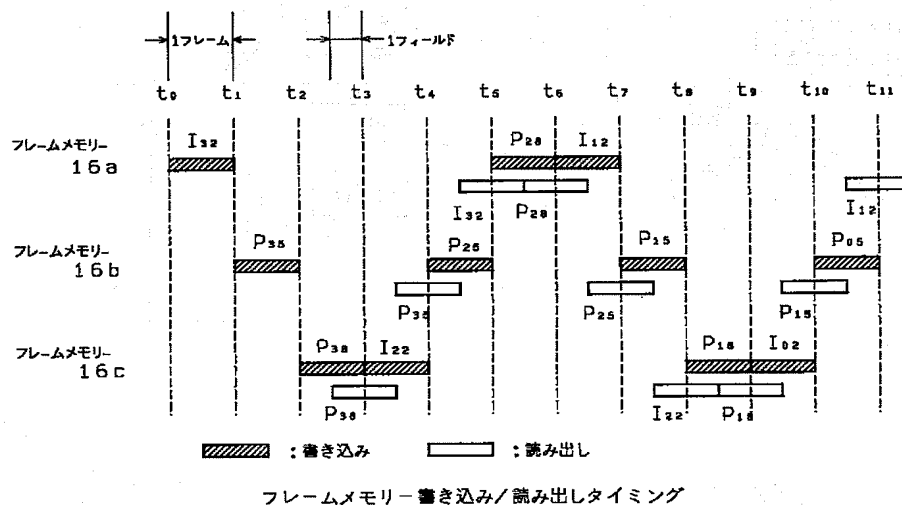 1フレーム 1フィールド
t₀ t₁ t₂ t₃ t₄ t₅ t₆ t₇ t₈ t₉ t₁₀ t₁₁
フレームメモリー
16a
I₃₂ P₂₈ I₁₂
I₃₂ P₂₈ I₁₂
フレームメモリー
16b
P₃₅ P₂₅ P₁₅ P₀₅
P₃₅ P₂₅ P₁₅
フレームメモリー
16c
P₃₈ I₂₂ P₁₈ I₀₂
P₃₈ I₂₂ P₁₈
:書き込み :読み出し
フレームメモリー書き込み/読み出しタイミング